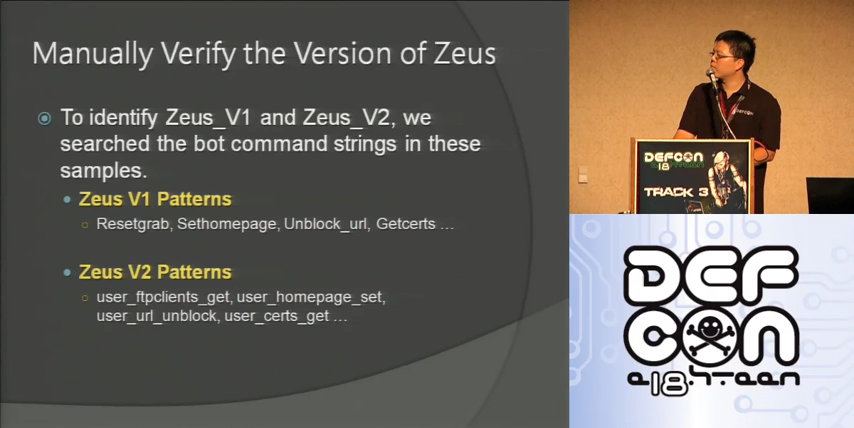 Manually Verify the Version of Zeus
To identify Zeus_V1 and Zeus_V2, we
searched the bot command strings in these
samples.
Zeus V1 Patterns
Resetgrab, Sethomepage, Unblock_url, Getcerts ...
Zeus V2 Patterns
user_ftpclients_get, user_homepage_set,
user_url_unblock, user_certs_get ...
DEFCON
18
TRACK 3
DEF
CON
e18h+een